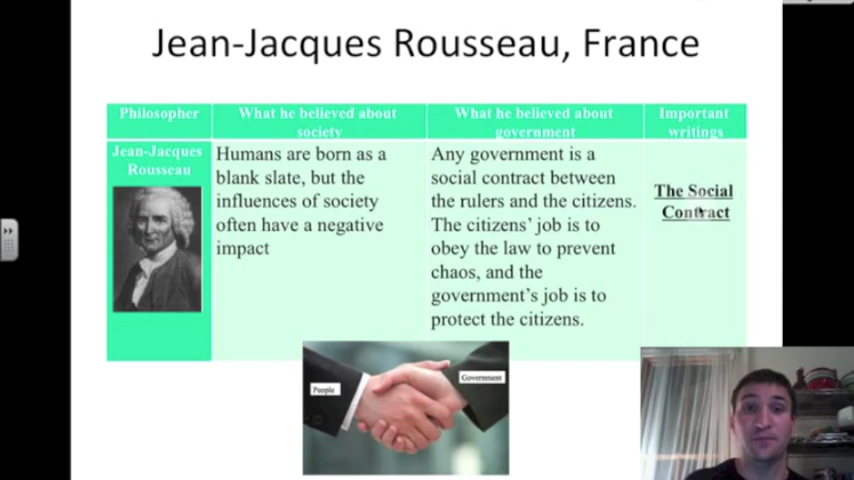 Jean-Jacques Rousseau, France
Philosopher
What he believed about
society
What he believed about
government
Important
writings
Jean-Jacques
Rousseau
Humans are born as a
blank slate, but the
influences of society
often have a negative
impact
Any government is a
social contract between
the rulers and the citizens.
The citizens’ job is to
obey the law to prevent
chaos, and the
government’s job is to
protect the citizens.
The Social
Contract
People
Government